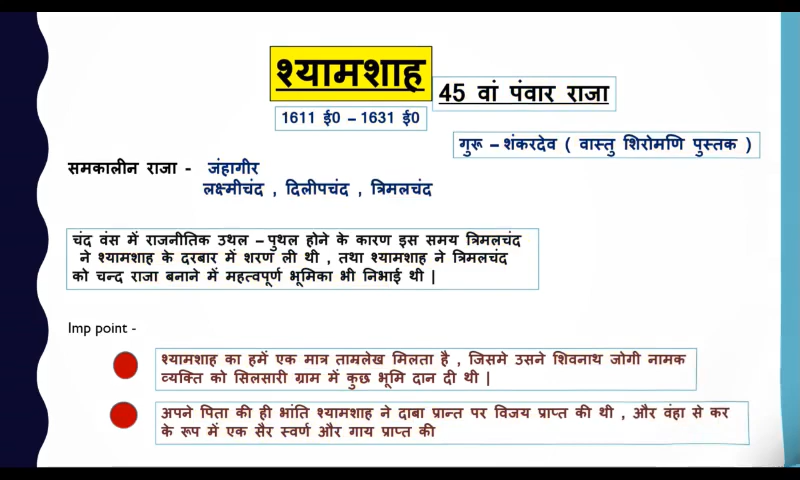 श्यामशाह
45 वां पंवार राजा
1611 ई0 – 1631 ई0
गुरू – शंकरदेव ( वास्तु शिरोमणि पुस्तक )
समकालीन राजा - जंहागीर
लक्ष्मीचंद , दिलीपचंद , त्रिमलचंद
चंद वंस में राजनीतिक उथल – पुथल होने के कारण इस समय त्रिमलचंद
ने श्यामशाह के दरबार में शरण ली थी , तथा श्यामशाह ने त्रिमलचंद
को चन्द राजा बनाने में महत्वपूर्ण भूमिका भी निभाई थी |
Imp point -
श्यामशाह का हमें एक मात्र ताम्रलेख मिलता है , जिसमे उसने शिवनाथ जोगी नामक
व्यक्ति को सिलसारी ग्राम में कुछ भूमि दान दी थी |
अपने पिता की ही भांति श्यामशाह ने दाबा प्रान्त पर विजय प्राप्त की थी , और वंहा से कर
के रूप में एक सैर स्वर्ण और गाय प्राप्त की